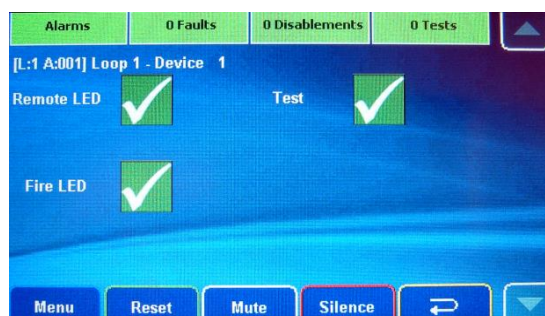 Alarms 0 Faults 0 Disablements 0 Tests
[L:1 A:001] Loop 1 - Device 1
Remote LED Test
Fire LED
Menu Reset Mute Silence